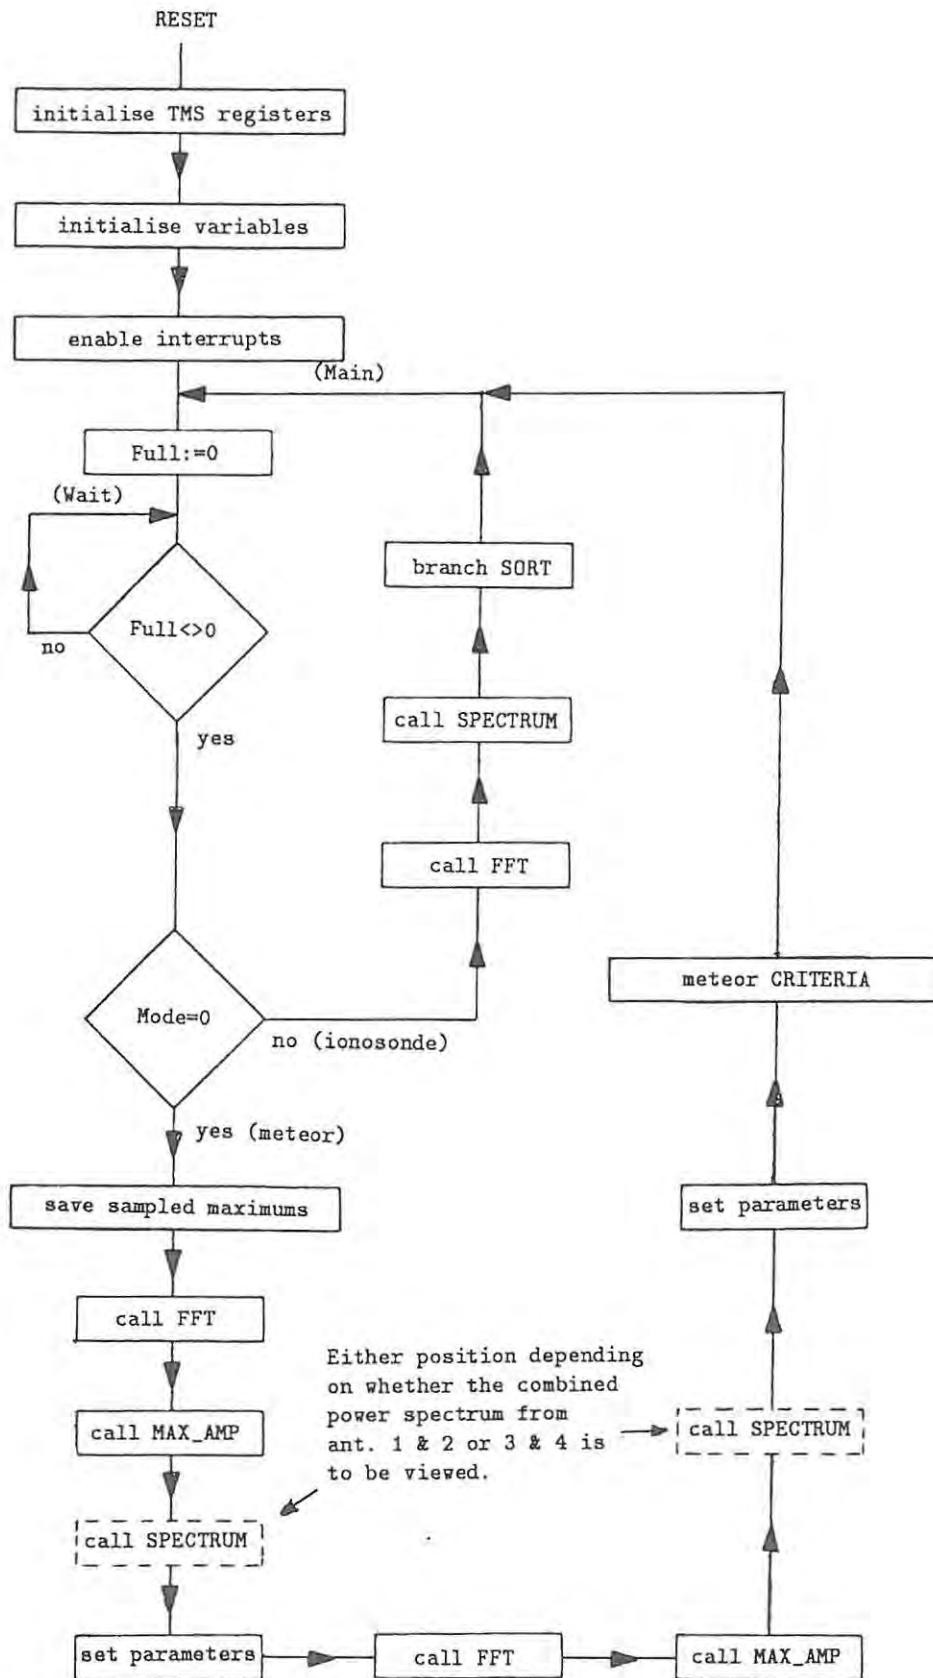 RESET
initialise TMS registers
initialise variables
enable interrupts
(Main)
Full:=0
(Wait)
Full<>0
no
yes
branch SORT
call SPECTRUM
call FFT
Mode=0
no (ionosonde)
yes (meteor)
meteor CRITERIA
save sampled maximums
set parameters
call FFT
call MAX_AMP
Either position depending
on whether the combined
power spectrum from
ant. 1 & 2 or 3 & 4 is
to be viewed.
call SPECTRUM
call SPECTRUM
set parameters
call FFT
call MAX_AMP